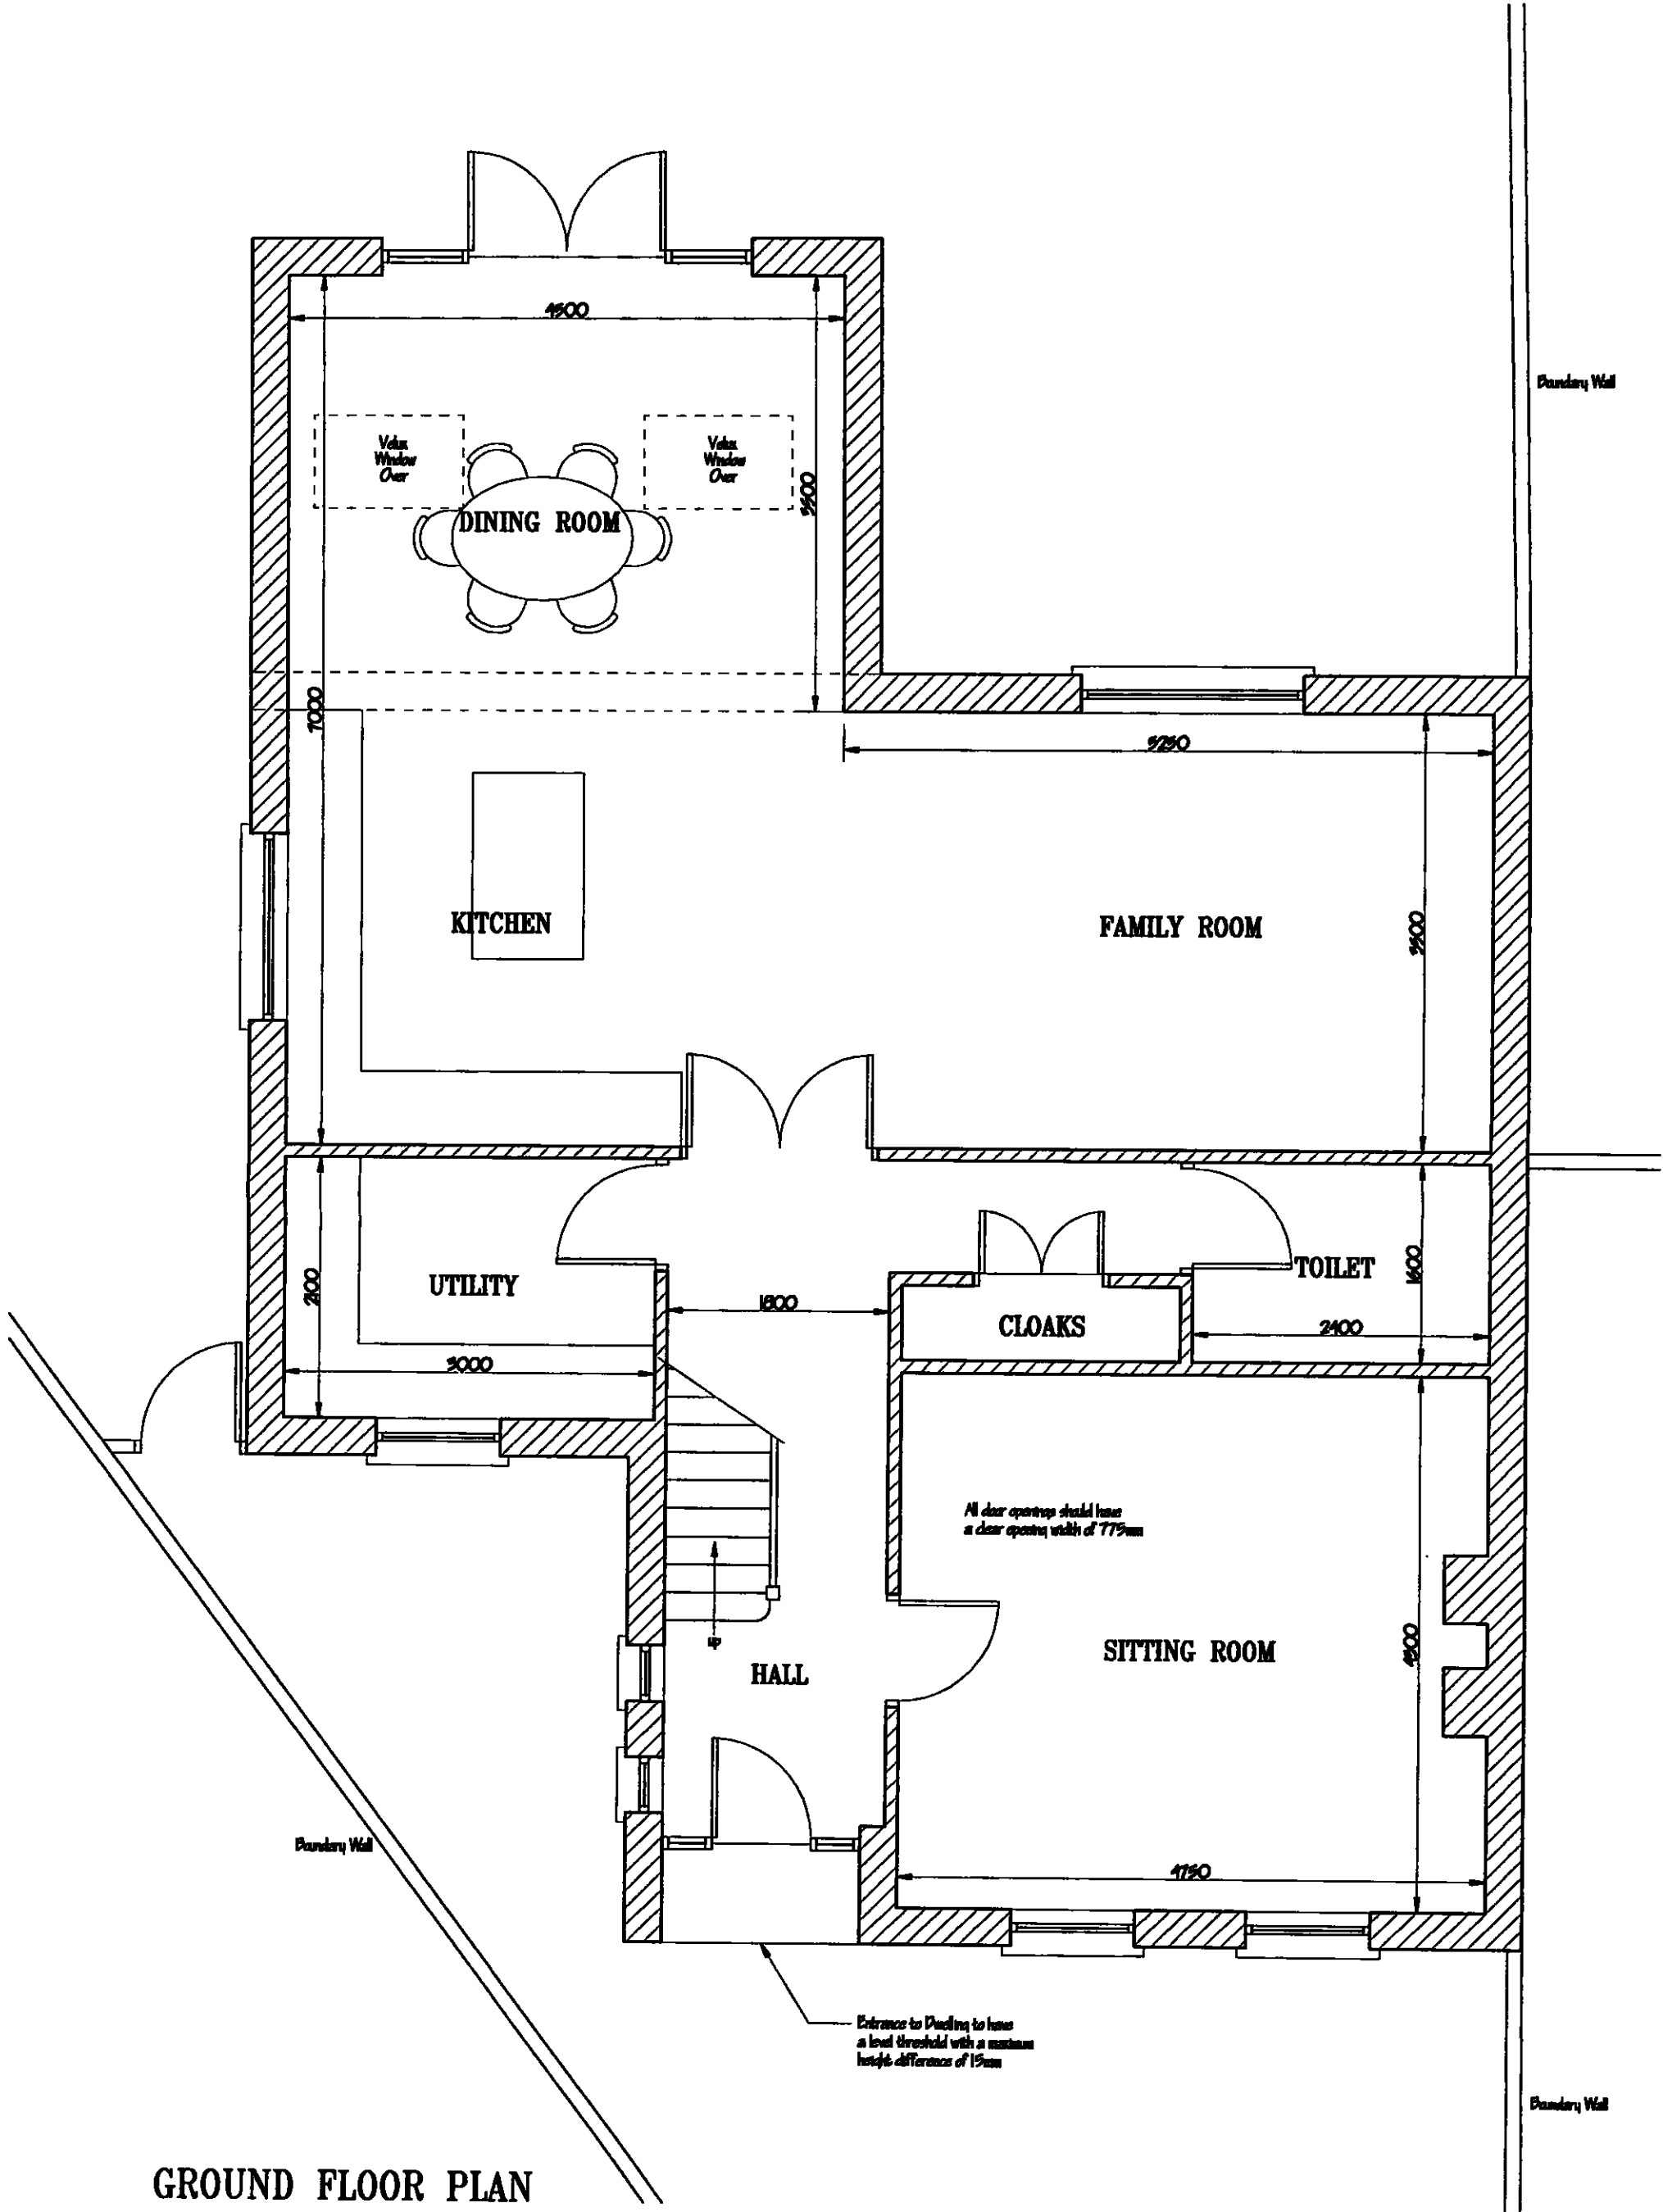 4500
Boundary Wall
Velux
Window
Over
Velux
Window
Over
3500
DINING ROOM
7000
5250
KITCHEN
FAMILY ROOM
3500
UTILITY
2100
3000
1800
CLOAKS
TOILET
1600
2400
All door openings should have
a clear opening width of 775mm
UP
HALL
SITTING ROOM
4300
Boundary Wall
4750
Entrance to Dwelling to have
a level threshold with a maximum
height difference of 15mm
Boundary Wall
GROUND FLOOR PLAN